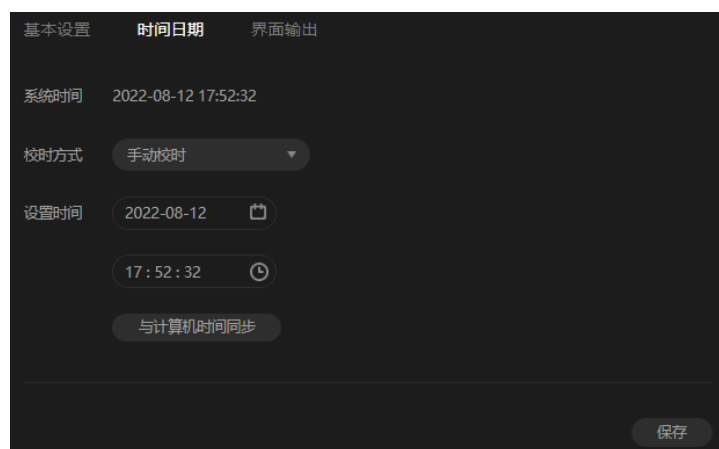 基本设置 时间日期 界面输出
系统时间 2022-08-12 17:52:32
校时方式 手动校时
设置时间 2022-08-12
17 : 52 : 32
与计算机时间同步
保存